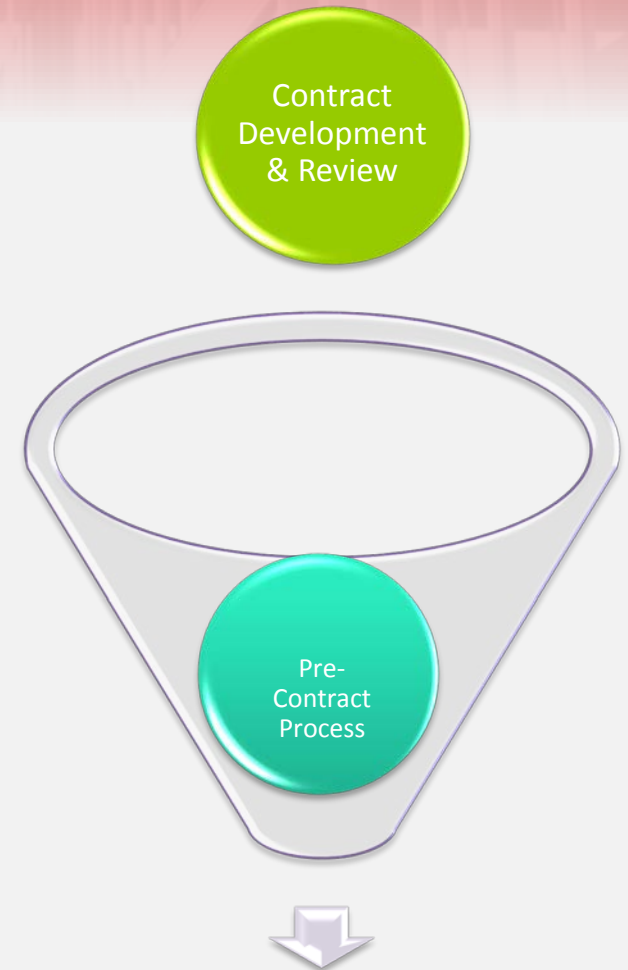 Contract
Development
& Review
Pre-
Contract
Process